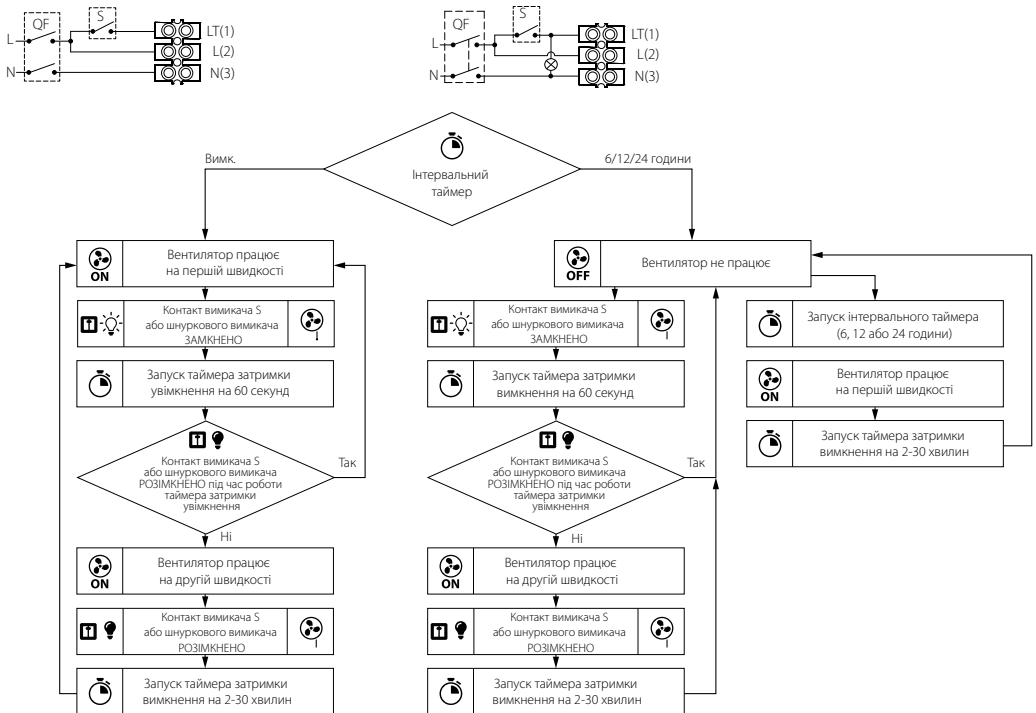 QF
S
LT(1)
L
L(2)
N
N(3)
QF
S
LT(1)
L
L(2)
N
N(3)
Інтервальний
таймер
Вимк.
6/12/24 години
ON
Вентилятор працює
на першій швидкості
Контакт вимикача S
або шнуркового вимикача
ЗАМКНЕНО
Запуск таймера затримки
увімкнення на 60 секунд
Контакт вимикача S
або шнуркового вимикача
РОЗІМКНЕНО під час роботи
таймера затримки
увімкнення
Так
Ні
ON
Вентилятор працює
на другій швидкості
Контакт вимикача S
або шнуркового вимикача
РОЗІМКНЕНО
Запуск таймера затримки
вимкнення на 2-30 хвилин
OFF
Вентилятор не працює
Контакт вимикача S
або шнуркового вимикача
ЗАМКНЕНО
Запуск таймера затримки
вимкнення на 60 секунд
Контакт вимикача S
або шнуркового вимикача
РОЗІМКНЕНО під час роботи
таймера затримки
увімкнення
Так
Ні
ON
Вентилятор працює
на другій швидкості
Контакт вимикача S
або шнуркового вимикача
РОЗІМКНЕНО
Запуск таймера затримки
вимкнення на 2-30 хвилин
Запуск інтервального таймера
(6, 12 або 24 години)
ON
Вентилятор працює
на першій швидкості
Запуск таймера затримки
вимкнення на 2-30 хвилин